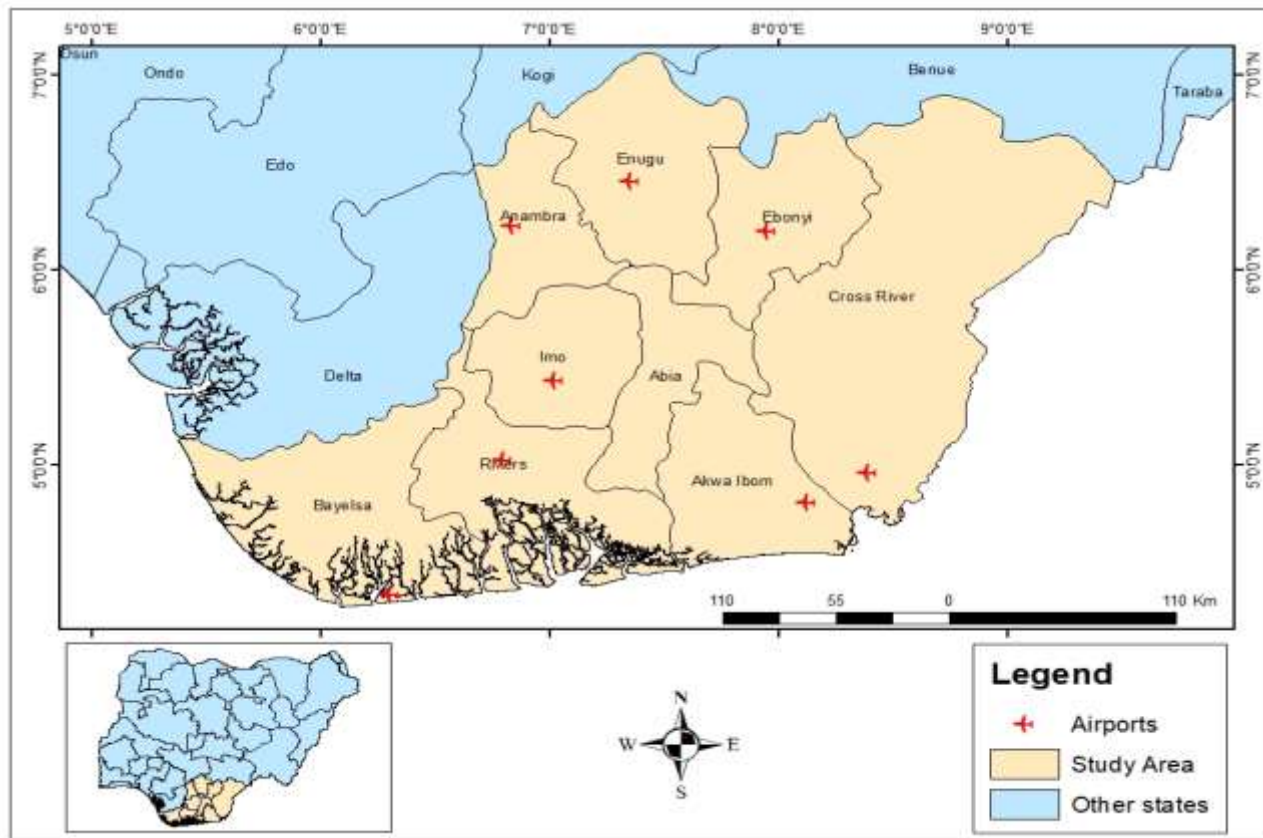 5°0'0"E 6°0'0"E 7°0'0"E 8°0'0"E 9°0'0"E
Osun
Ondo
Kogi
Benue
Taraba
7°0'0"N
7°0'0"N
Edo
Enugu
Anambra
Ebonyi
6°0'0"N
6°0'0"N
Cross River
Imo
Abia
Delta
5°0'0"N
5°0'0"N
Rivers
Akwa Ibom
Bayelsa
110 55 0 110 Km
N
W E
S
Legend
Airports
Study Area
Other states